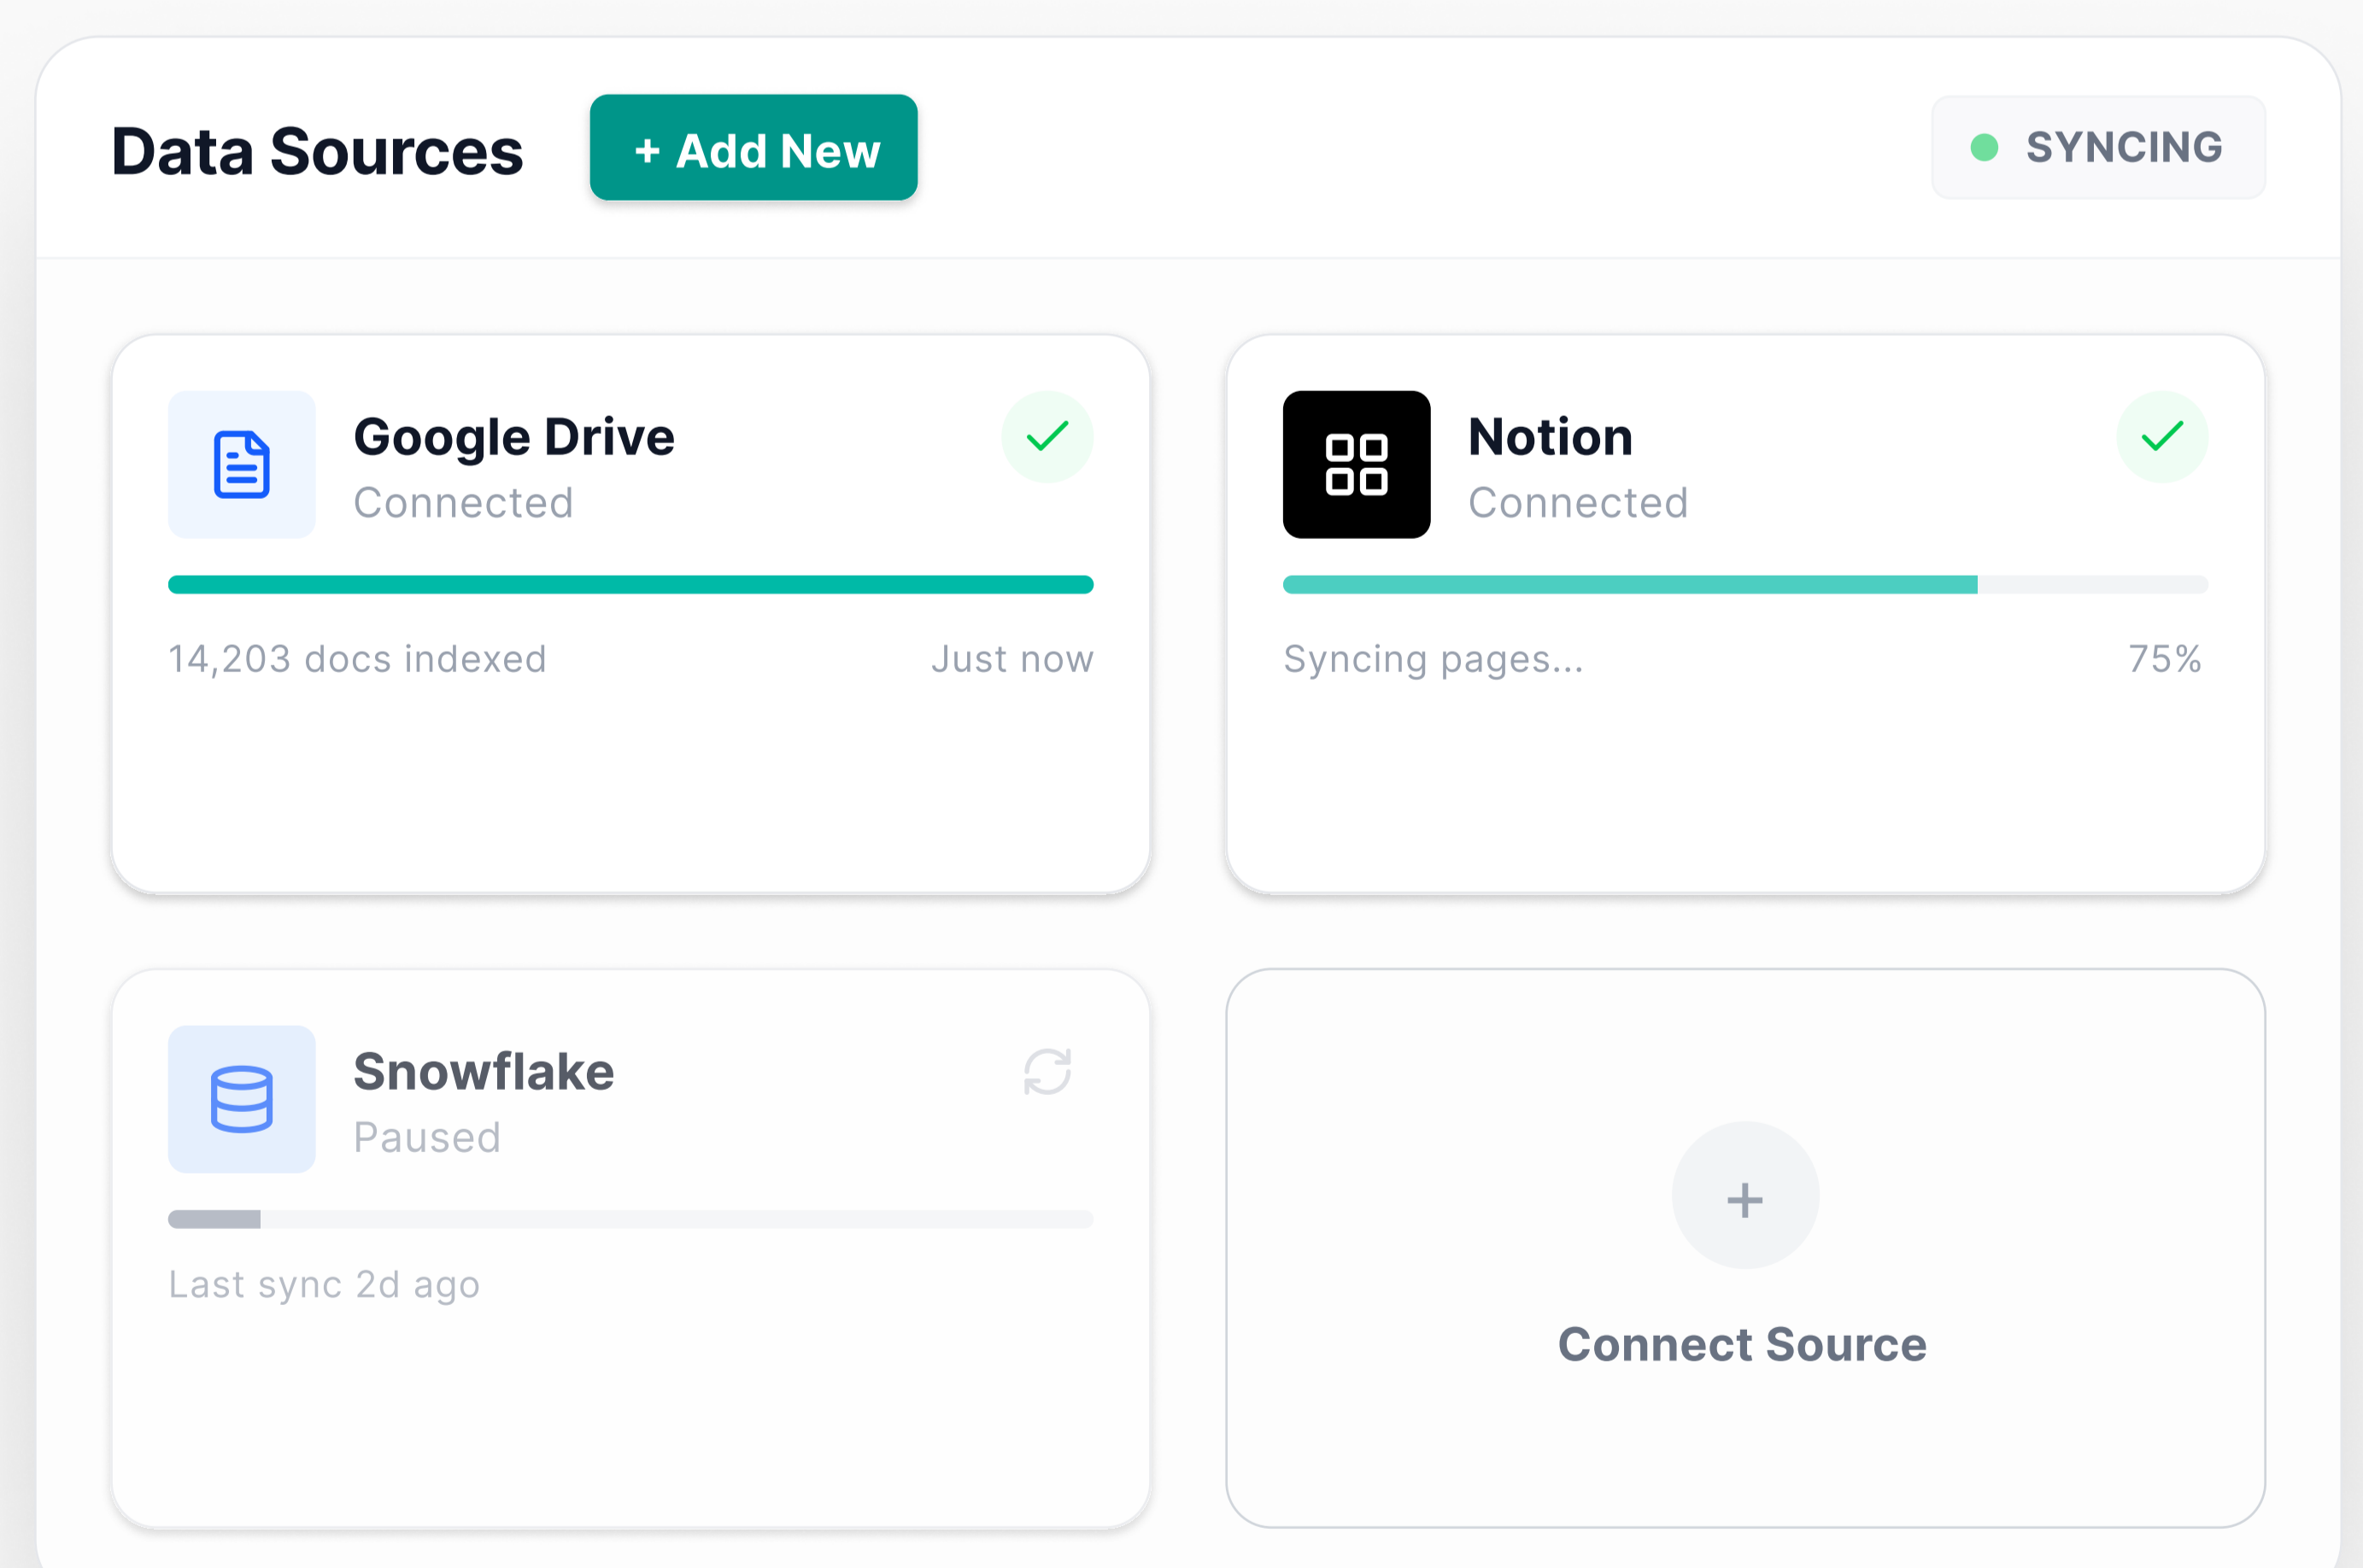 Data Sources
+ Add New
SYNCING
Google Drive
Connected
14,203 docs indexed
Just now
Notion
Connected
Syncing pages...
75%
Snowflake
Paused
Last sync 2d ago
+
Connect Source